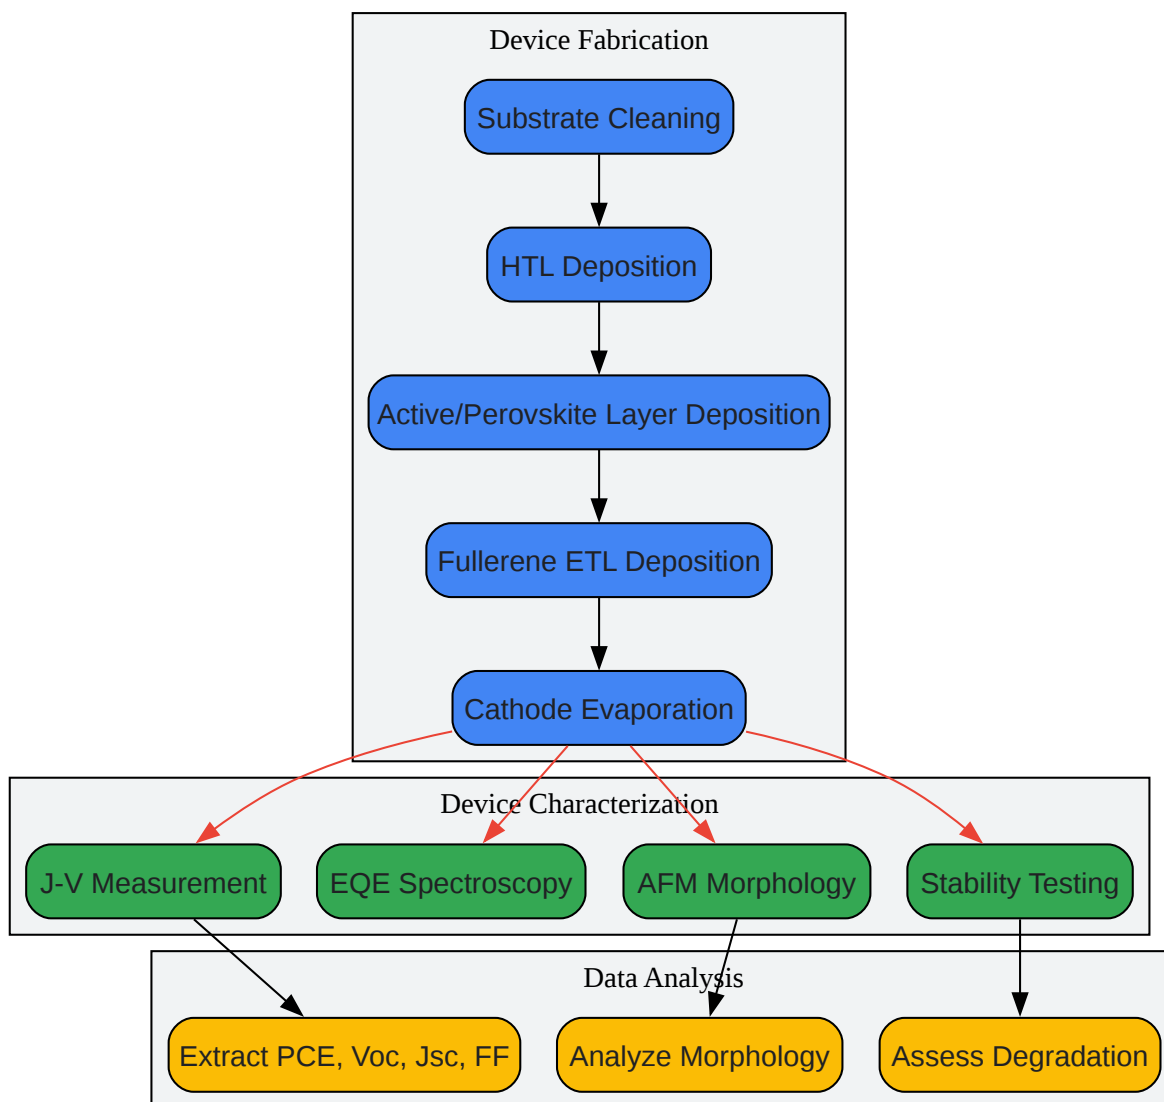 Device Fabrication
Substrate Cleaning
HTL Deposition
Active/Perovskite Layer Deposition
Fullerene ETL Deposition
Cathode Evaporation
Device Characterization
J-V Measurement
EQE Spectroscopy
AFM Morphology
Stability Testing
Data Analysis
Extract PCE, Voc, Jsc, FF
Analyze Morphology
Assess Degradation